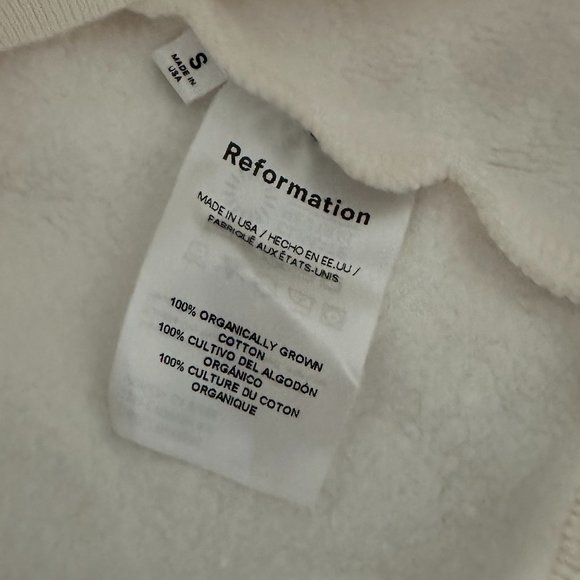 S
MADE IN
USA
Reformation
MADE IN USA / HECHO EN EE.UU /
FABRIQUÉ AUX ÉTATS-UNIS
100% ORGANICALLY GROWN
COTTON
100% CULTIVO DEL ALGODÓN
ORGÁNICO
100% CULTURE DU COTON
ORGANIQUE